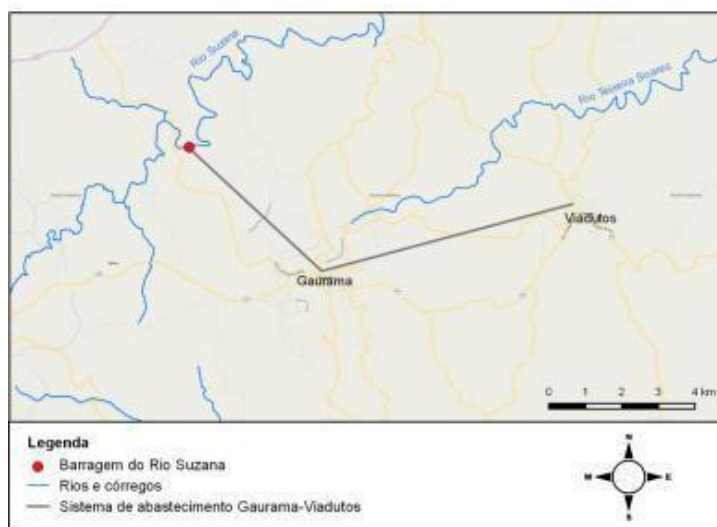 Rio Suzana
Rio Teixeira Soares
Viadutos
Gaurama
0 1 2 3 4 km
Legenda
Barragem do Rio Suzana
Rios e córregos
Sistema de abastecimento Gaurama-Viadutos
N
E
S